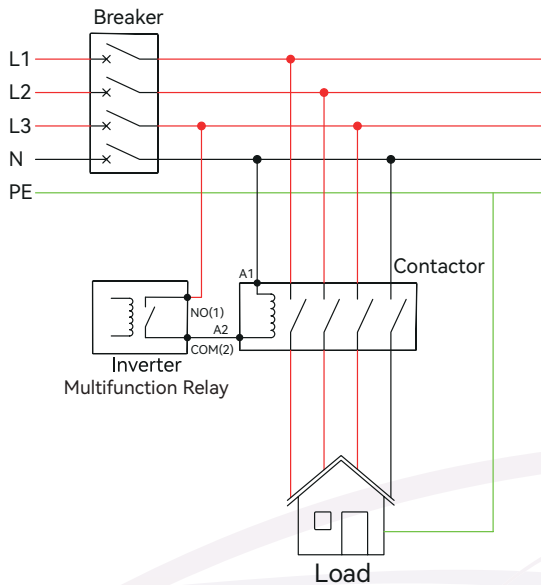 Breaker
L1
L2
L3
N
PE
A1
Contactor
NO(1)
A2
COM(2)
Inverter
Multifunction Relay
Load